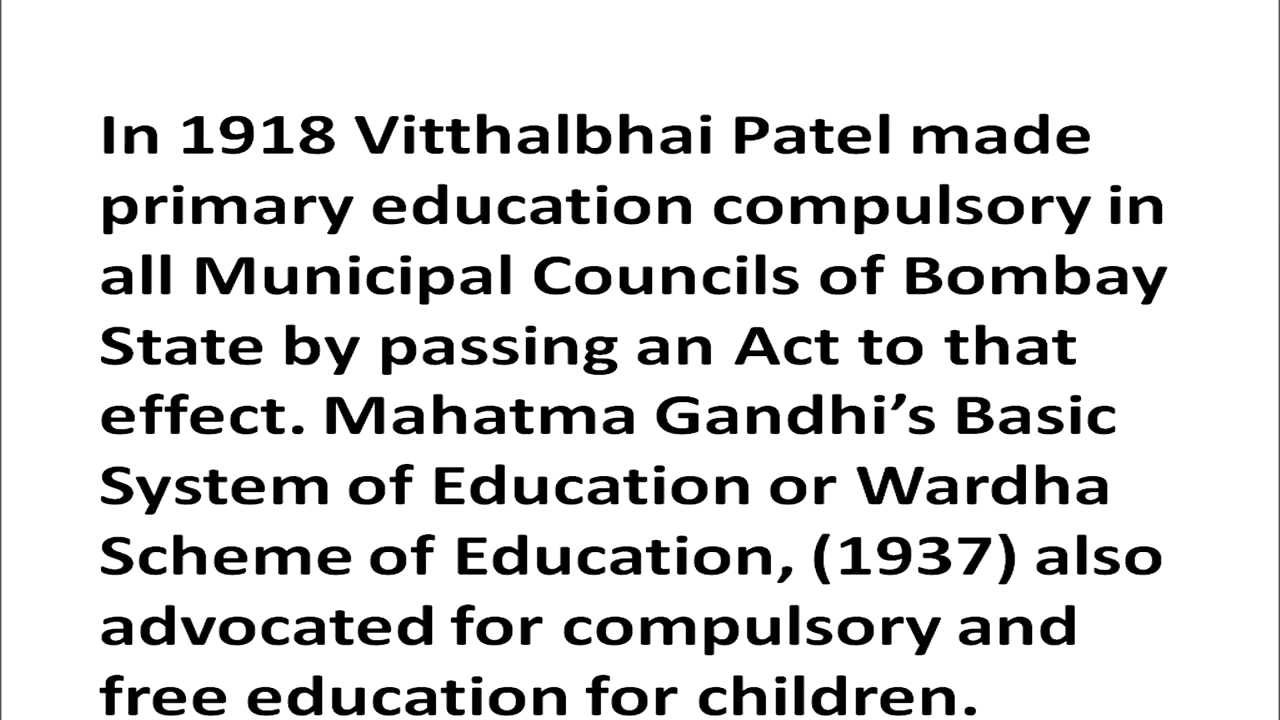 In 1918 Vitthalbhai Patel made
primary education compulsory in
all Municipal Councils of Bombay
State by passing an Act to that
effect. Mahatma Gandhi’s Basic
System of Education or Wardha
Scheme of Education, (1937) also
advocated for compulsory and
free education for children.